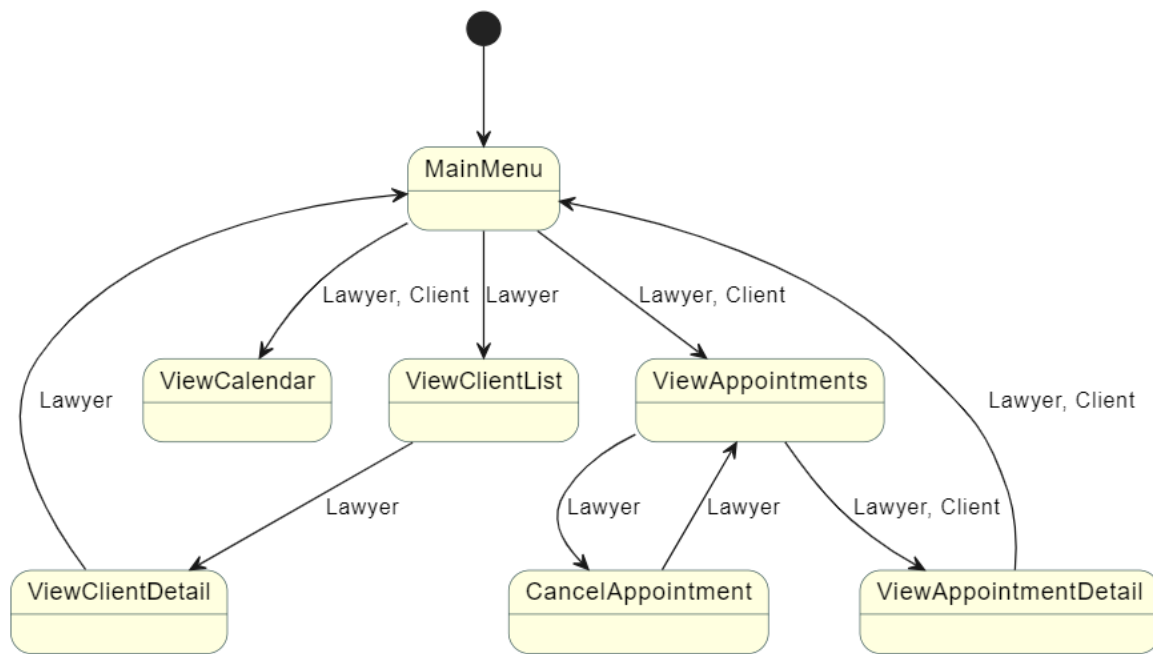 MainMenu
Lawyer, Client
Lawyer
Lawyer, Client
ViewCalendar
ViewClientList
ViewAppointments
Lawyer
Lawyer, Client
Lawyer
Lawyer
Lawyer
Lawyer, Client
ViewClientDetail
CancelAppointment
ViewAppointmentDetail